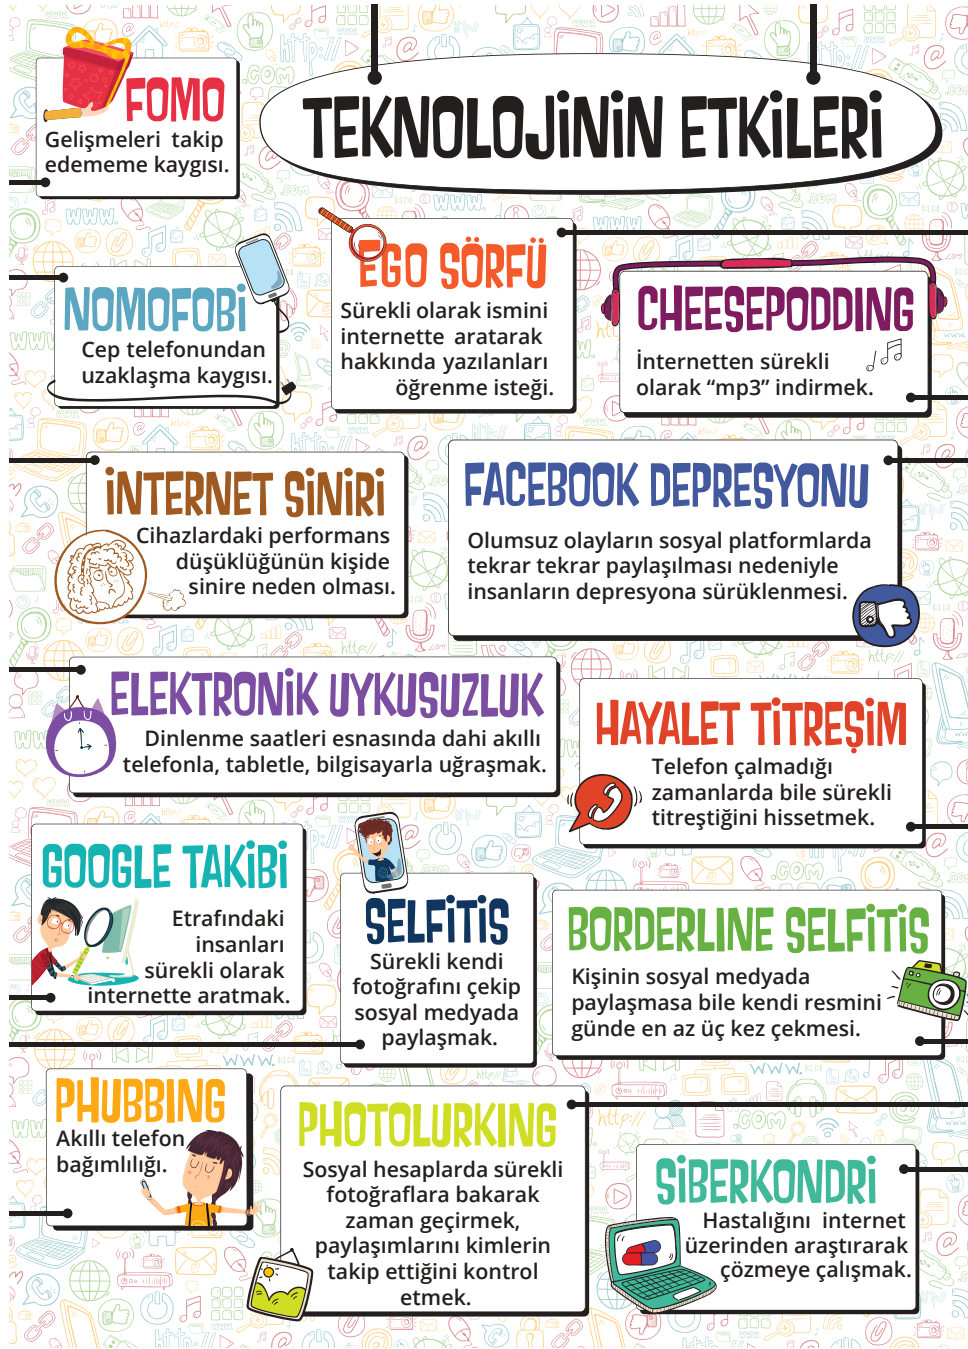 FOMO
Gelişmeleri takip
edememe kaygısı.
TEKNOLOJİNİN ETKİLERİ
NOMOFOBİ
Cep telefonundan
uzaklaşma kaygısı.
EGO SÖRFÜ
Sürekli olarak ismini
internette aratarak
hakkında yazılanları
öğrenme isteği.
CHEESEPODDING
İnternetten sürekli
olarak “mp3” indirmek.
İNTERNET SİNİRİ
Cihazlardaki performans
düşüklüğünün kişide
sinire neden olması.
FACEBOOK DEPRESYONU
Olumsuz olayların sosyal platformlarda
tekrar tekrar paylaşılması nedeniyle
insanların depresyona sürüklenmesi.
ELEKTRONİK UYKUSUZLUK
Dinlenme saatleri esnasında dahi akıllı
telefonla, tabletle, bilgisayarla uğraşmak.
HAYALET TİTREŞİM
Telefon çalmadığı
zamanlarda bile sürekli
titreştiğini hissetmek.
GOOGLE TAKİBİ
Etrafındaki
insanları
sürekli olarak
internette aratmak.
SELFİTİS
Sürekli kendi
fotoğrafını çekip
sosyal medyada
paylaşmak.
BORDERLINE SELFİTİS
Kişinin sosyal medyada
paylaşmasa bile kendi resmini
günde en az üç kez çekmesi.
PHUBBING
Akıllı telefon
bağımlılığı.
PHOTOLURKING
Sosyal hesaplarda sürekli
fotoğraflara bakarak
zaman geçirmek,
paylaşımlarını kimlerin
takip ettiğini kontrol
etmek.
SİBERKONDRİ
Hastalığını internet
üzerinden araştırarak
çözmeye çalışmak.